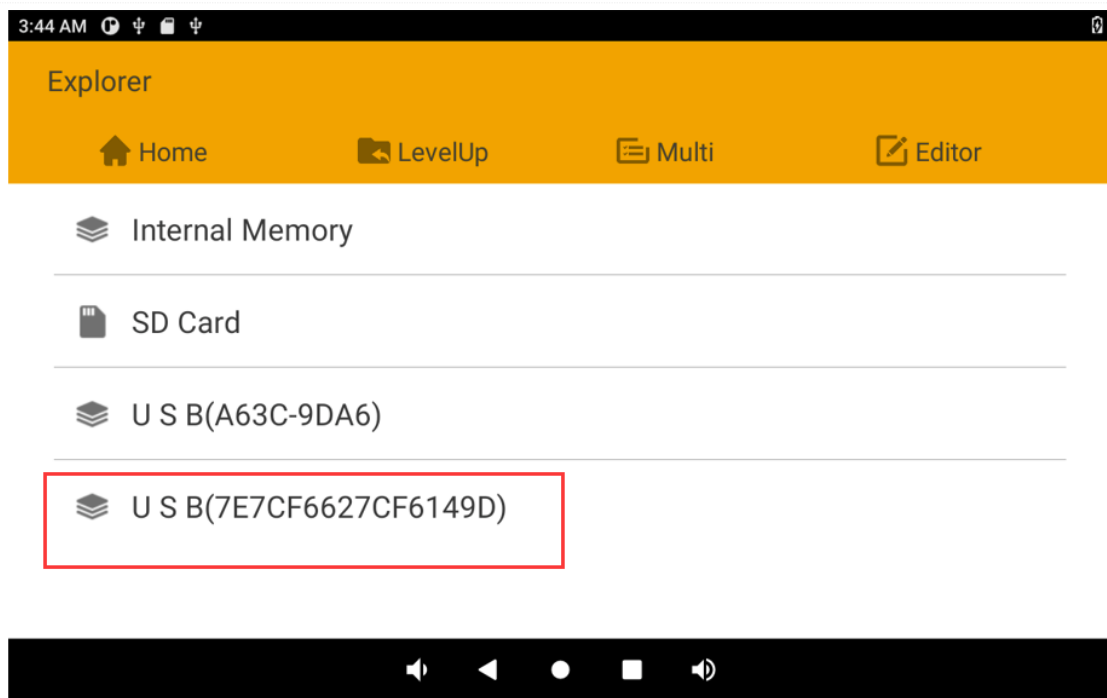 3:44 AM
Explorer
Home LevelUp Multi Editor
Internal Memory
SD Card
U S B(A63C-9DA6)
U S B(7E7CF6627CF6149D)